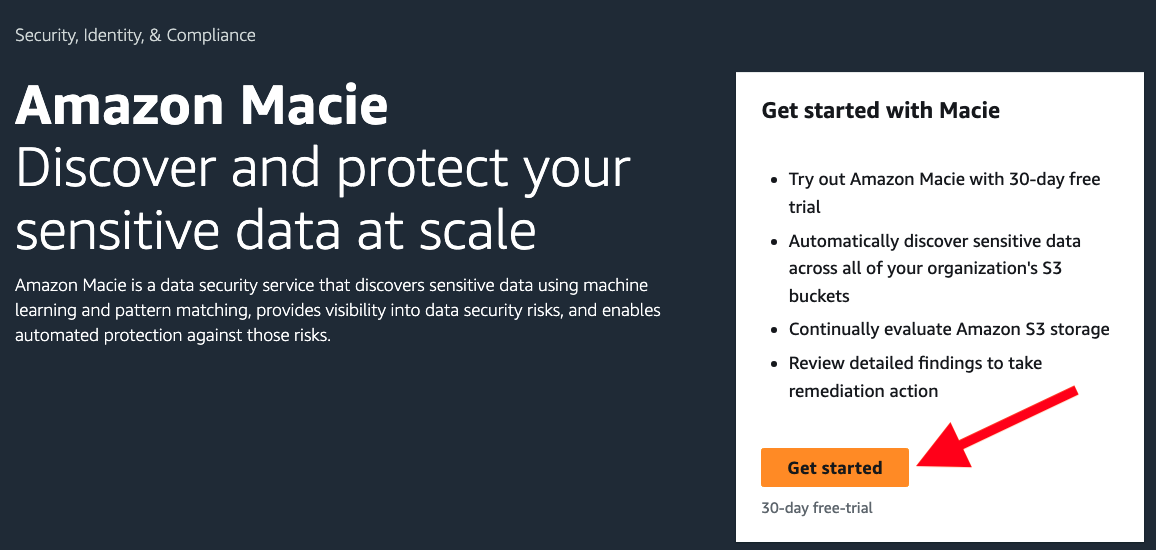 Security, Identity, & Compliance
Amazon Macie
Discover and protect your
sensitive data at scale
Amazon Macie is a data security service that discovers sensitive data using machine
learning and pattern matching, provides visibility into data security risks, and enables
automated protection against those risks.
Get started with Macie
• Try out Amazon Macie with 30-day free
trial
• Automatically discover sensitive data
across all of your organization's S3
buckets
• Continually evaluate Amazon S3 storage
• Review detailed findings to take
remediation action
Get started
30-day free-trial